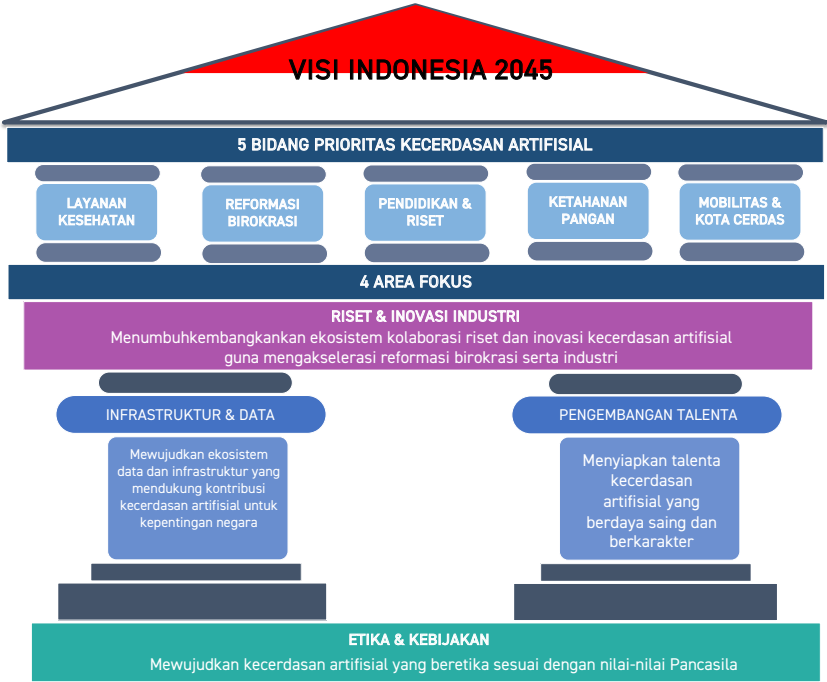 VISI INDONESIA 2045
5 BIDANG PRIORITAS KECERDASAN ARTIFISIAL
LAYANAN
KESEHATAN
REFORMASI
BIROKRASI
PENDIDIKAN &
RISET
KETAHANAN
PANGAN
MOBILITAS &
KOTA CERDAS
4 AREA FOKUS
RISET & INOVASI INDUSTRI
Menumbuhkembangkankan ekosistem kolaborasi riset dan inovasi kecerdasan artifisial
guna mengakselerasi reformasi birokrasi serta industri
INFRASTRUKTUR & DATA
Mewujudkan ekosistem
data dan infrastruktur yang
mendukung kontribusi
kecerdasan artifisial untuk
kepentingan negara
PENGEMBANGAN TALENTA
Menyiapkan talenta
kecerdasan
artifisial yang
berdaya saing dan
berkarakter
ETIKA & KEBIJAKAN
Mewujudkan kecerdasan artifisial yang beretika sesuai dengan nilai-nilai Pancasila